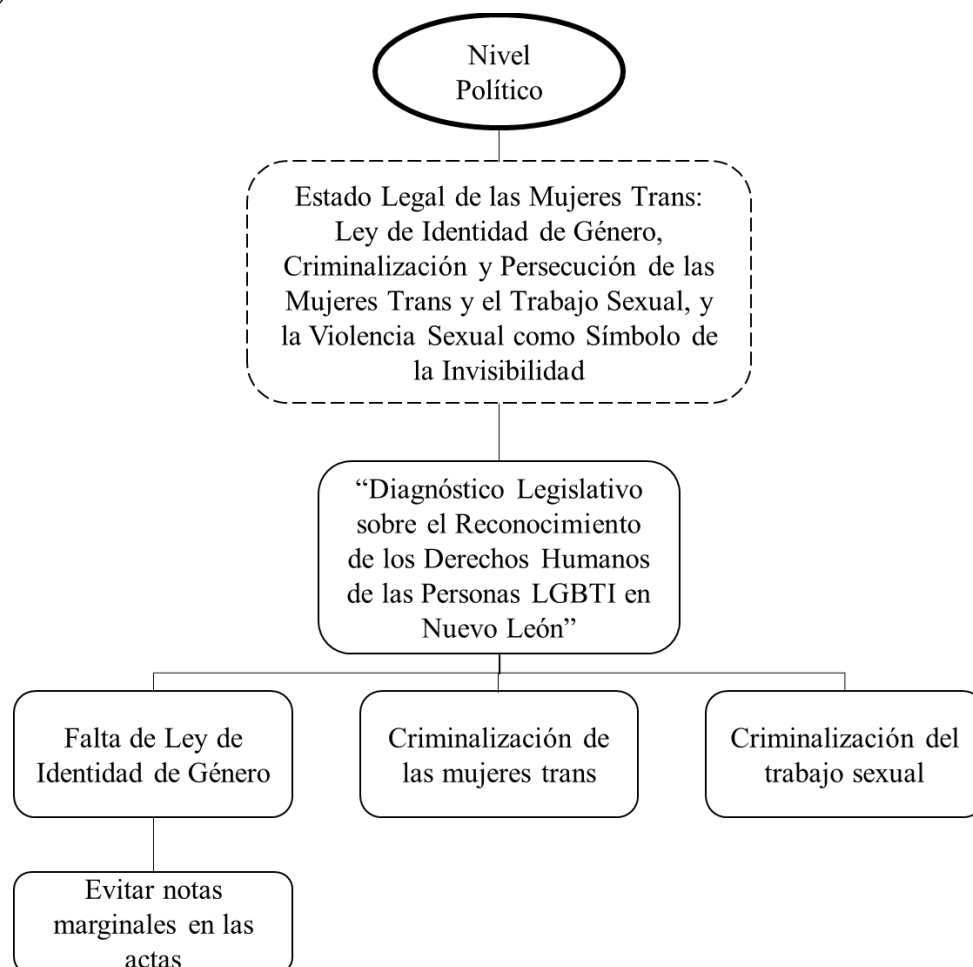 Nivel
Político
Estado Legal de las Mujeres Trans:
Ley de Identidad de Género,
Criminalización y Persecución de las
Mujeres Trans y el Trabajo Sexual, y
la Violencia Sexual como Símbolo de
la Invisibilidad
“Diagnóstico Legislativo
sobre el Reconocimiento
de los Derechos Humanos
de las Personas LGBTI en
Nuevo León”
Falta de Ley de
Identidad de Género
Criminalización de
las mujeres trans
Criminalización del
trabajo sexual
Evitar notas
marginales en las
actas